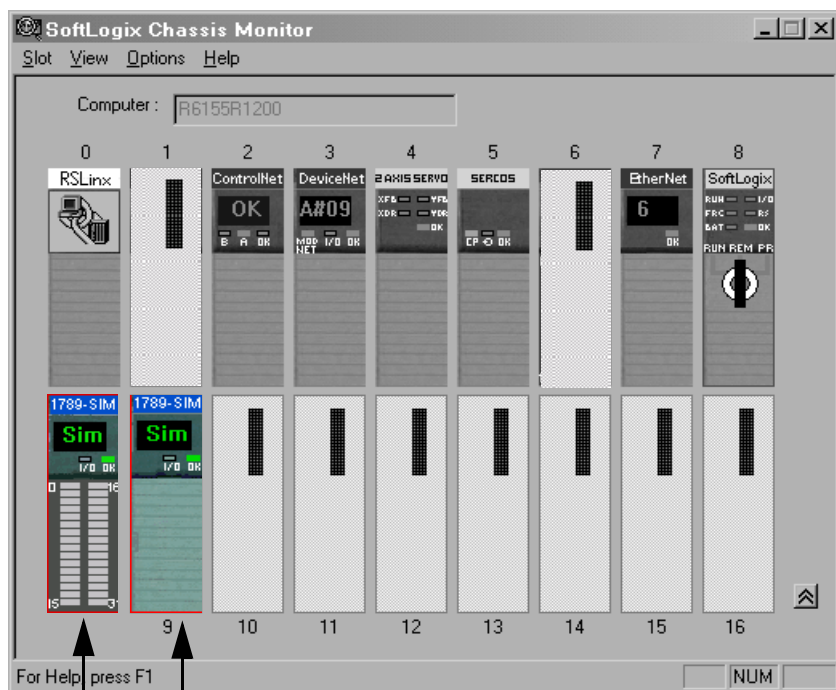 SoftLogix Chassis Monitor
Slot View Options Help
Computer : R6155R1200
0 1 2 3 4 5 6 7 8
RSLinx ControlNet DeviceNet 2 AXIS SERVO SERCOS EtherNet SoftLogix
OK A#09 XFB YFB 6 RUN I/O
XDR YDR FRC RS
B A OK MOD I/O OK OK CP OK OK BAT OK
NET RUN REM PR
1789-SIM 1789-SIM
Sim Sim
I/O OK I/O OK
0 16
15 31
9 10 11 12 13 14 15 16
For Help, press F1 NUM